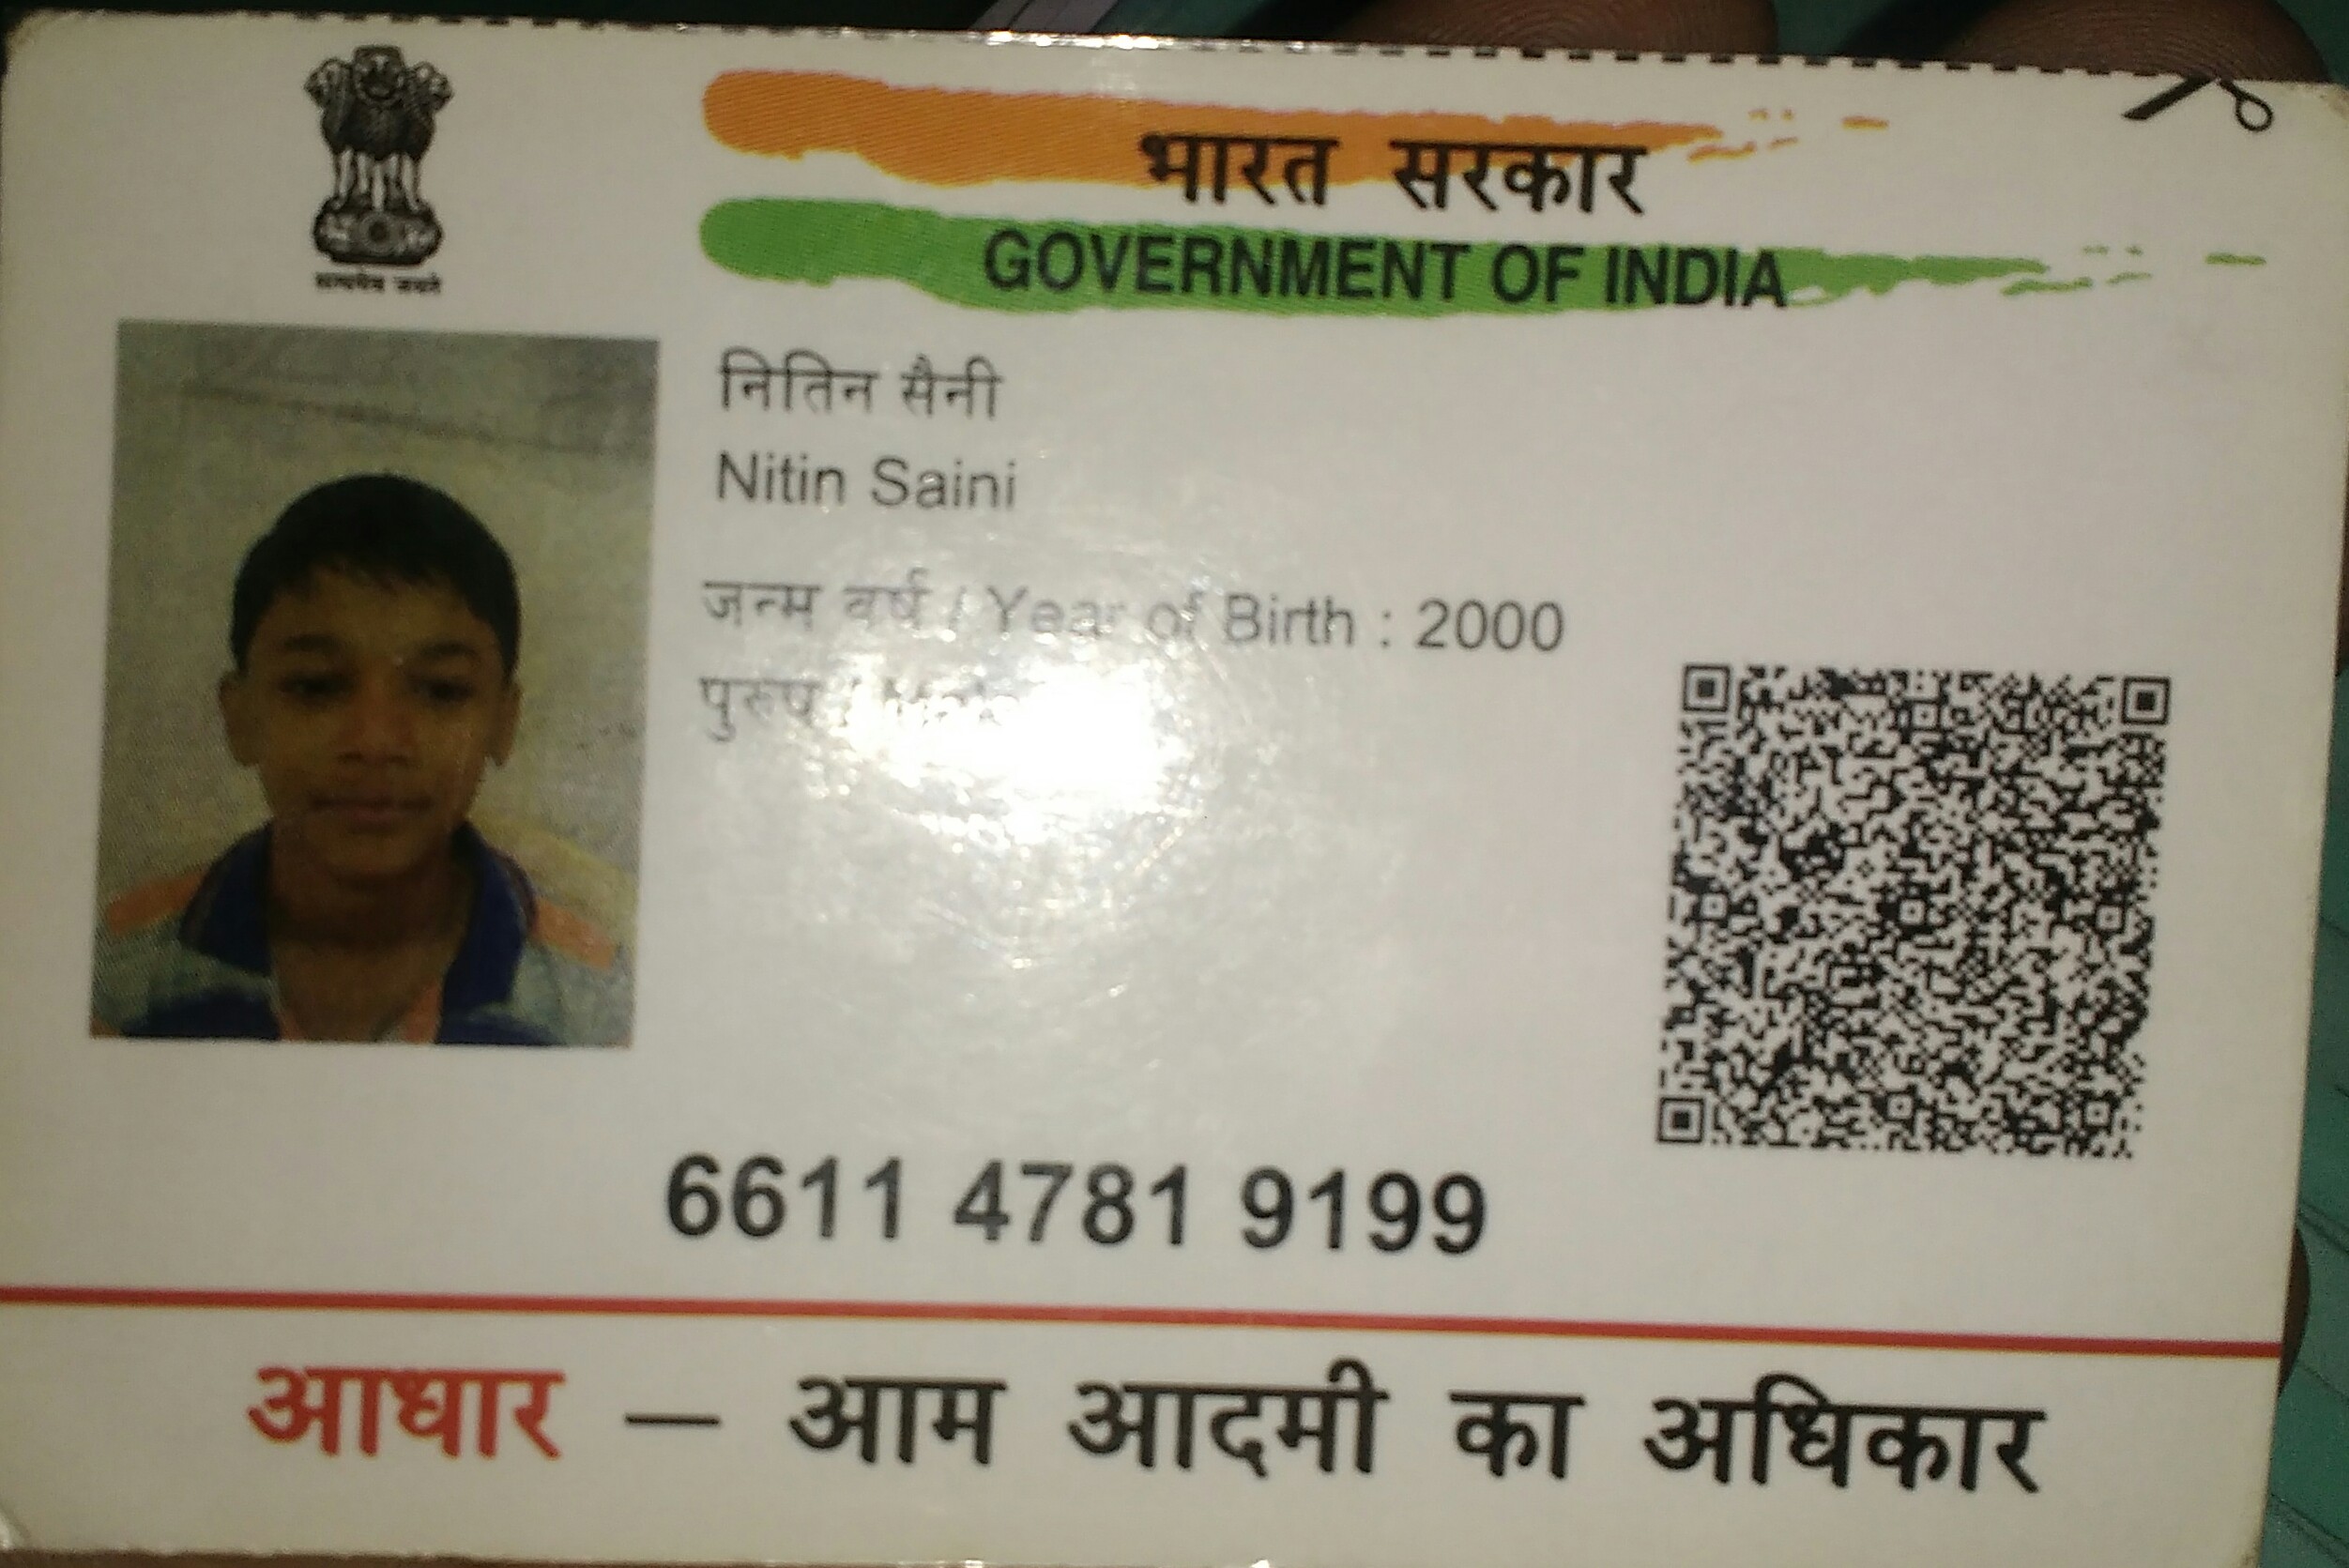 सत्यमेव जयते
भारत सरकार
GOVERNMENT OF INDIA
नितिन सैनी
Nitin Saini
जन्म वर्ष / Year of Birth : 2000
पुरुष / Male
6611 4781 9199
आधार — आम आदमी का अधिकार